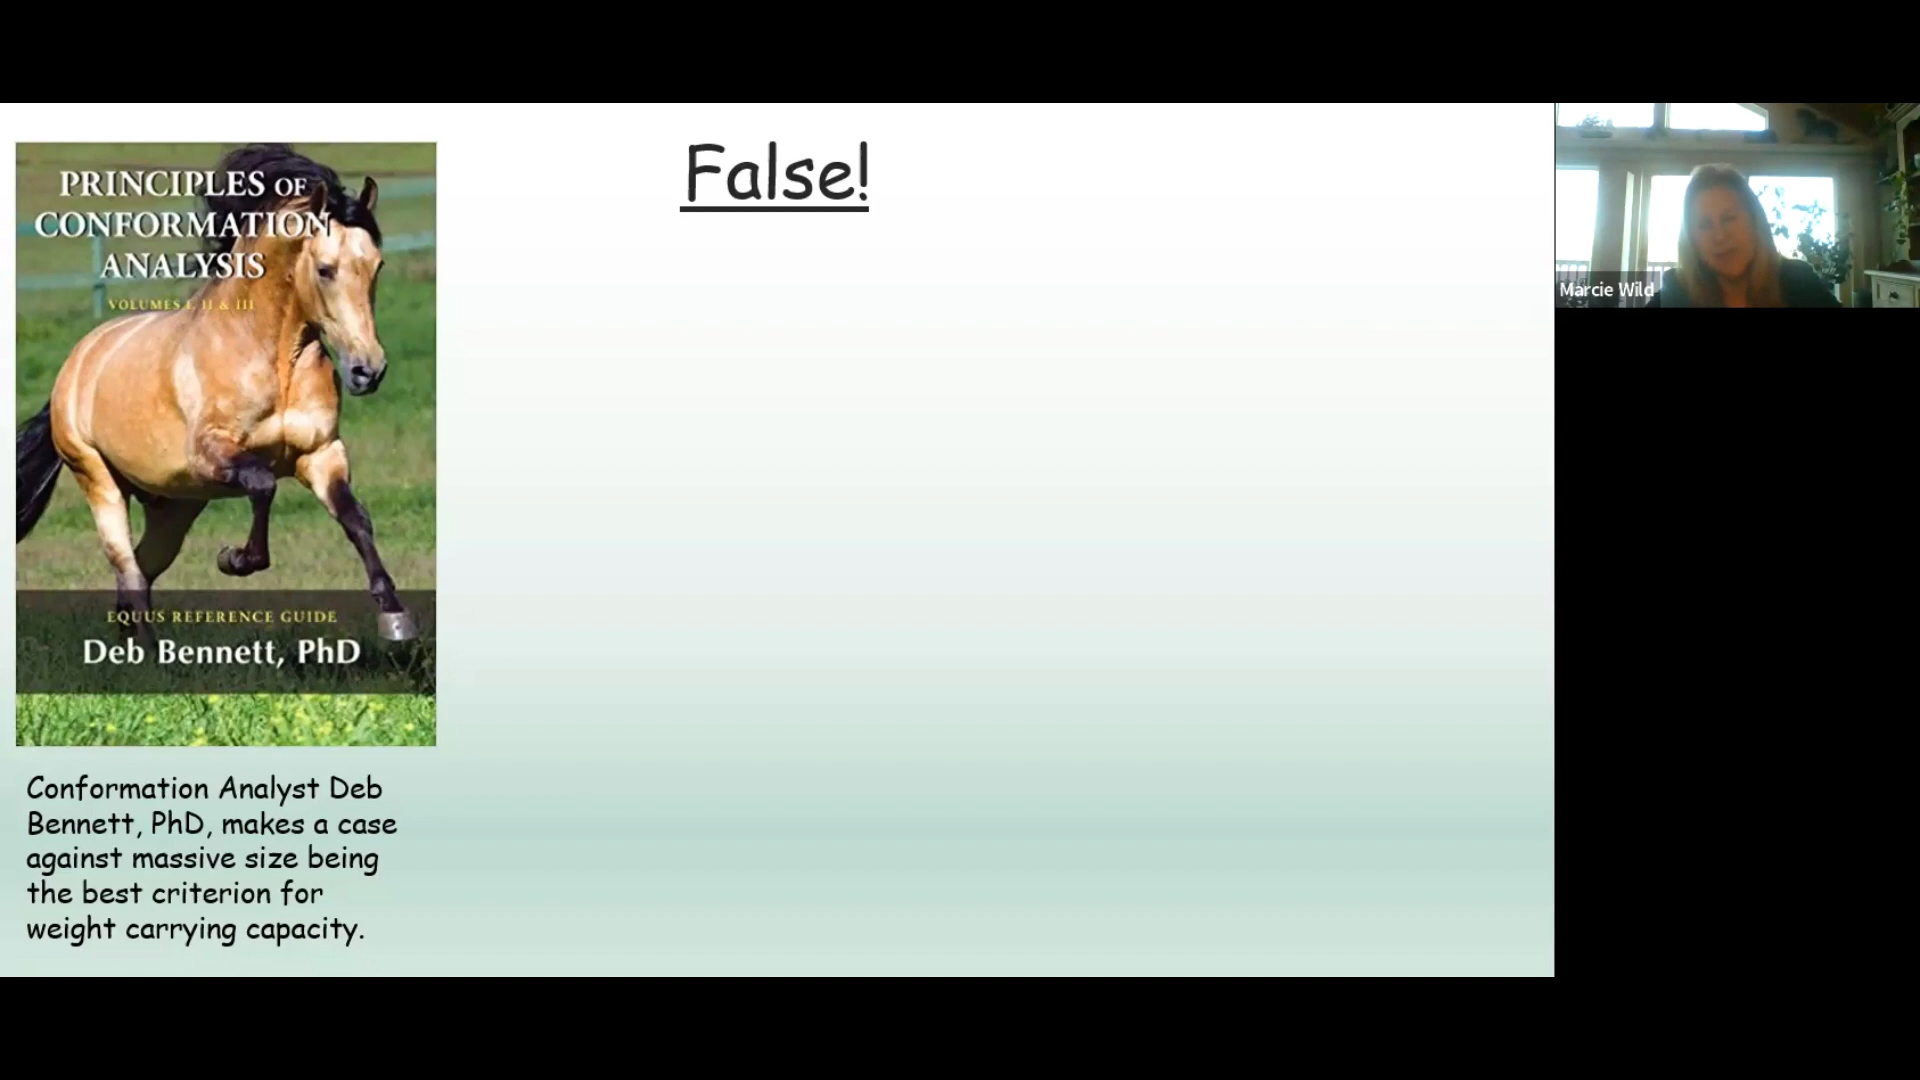 False!
PRINCIPLES OF
CONFORMATION
ANALYSIS
VOLUMES I, II & III
EQUUS REFERENCE GUIDE
Deb Bennett, PhD
Conformation Analyst Deb
Bennett, PhD, makes a case
against massive size being
the best criterion for
weight carrying capacity.
Marcie Wild